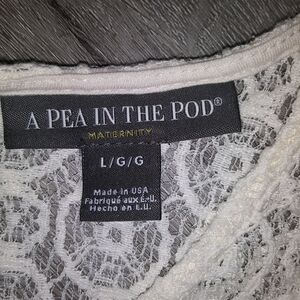 A PEA IN THE POD®
MATERNITY
L/G/G
Made in USA
Fabriqué aux É.-U.
Hecho en E.U.